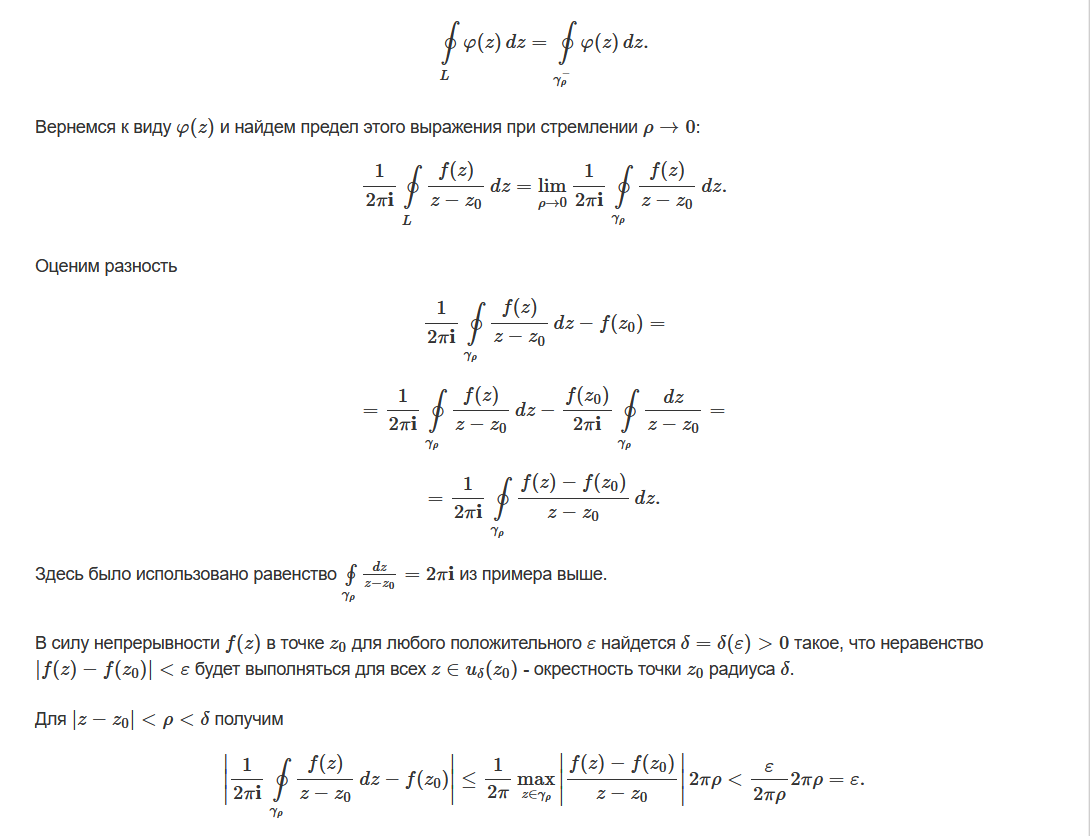 $$\oint\limits_{L} \varphi(z)\,dz = \oint\limits_{\gamma_\rho^-} \varphi(z)\,dz.$$
Вернемся к виду $\varphi(z)$ и найдем предел этого выражения при стремлении $\rho \to 0$:
$$\frac{1}{2\pi\mathbf{i}} \oint\limits_{L} \frac{f(z)}{z - z_0}\,dz = \lim_{\rho \to 0} \frac{1}{2\pi\mathbf{i}} \oint\limits_{\gamma_\rho} \frac{f(z)}{z - z_0}\,dz.$$
Оценим разность
$$\frac{1}{2\pi\mathbf{i}} \oint\limits_{\gamma_\rho} \frac{f(z)}{z - z_0}\,dz - f(z_0) =$$
$$= \frac{1}{2\pi\mathbf{i}} \oint\limits_{\gamma_\rho} \frac{f(z)}{z - z_0}\,dz - \frac{f(z_0)}{2\pi\mathbf{i}} \oint\limits_{\gamma_\rho} \frac{dz}{z - z_0} =$$
$$= \frac{1}{2\pi\mathbf{i}} \oint\limits_{\gamma_\rho} \frac{f(z) - f(z_0)}{z - z_0}\,dz.$$
Здесь было использовано равенство $\oint\limits_{\gamma_\rho} \frac{dz}{z - z_0} = 2\pi\mathbf{i}$ из примера выше.
В силу непрерывности $f(z)$ в точке $z_0$ для любого положительного $\varepsilon$ найдется $\delta = \delta(\varepsilon) > 0$ такое, что неравенство
$|f(z) - f(z_0)| < \varepsilon$ будет выполняться для всех $z \in u_\delta(z_0)$ - окрестность точки $z_0$ радиуса $\delta$.
Для $|z - z_0| < \rho < \delta$ получим
$$\left| \frac{1}{2\pi\mathbf{i}} \oint\limits_{\gamma_\rho} \frac{f(z)}{z - z_0}\,dz - f(z_0) \right| \leq \frac{1}{2\pi} \max_{z \in \gamma_\rho} \left| \frac{f(z) - f(z_0)}{z - z_0} \right| 2\pi\rho < \frac{\varepsilon}{2\pi\rho} 2\pi\rho = \varepsilon.$$